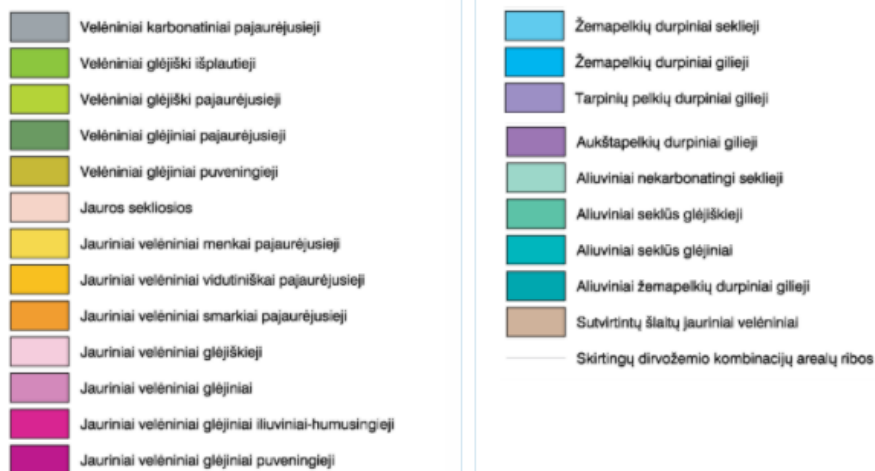 Velėniniai karbonatiniai pajaurėjusieji
Velėniniai glėjiški išplautieji
Velėniniai glėjiški pajaurėjusieji
Velėniniai glėjiniai pajaurėjusieji
Velėniniai glėjiniai puveningieji
Jauros sekliosios
Jauriniai velėniniai menkai pajaurėjusieji
Jauriniai velėniniai vidutiniškai pajaurėjusieji
Jauriniai velėniniai smarkiai pajaurėjusieji
Jauriniai velėniniai glėjiškieji
Jauriniai velėniniai glėjiniai
Jauriniai velėniniai glėjiniai iliuviniai-humusingieji
Jauriniai velėniniai glėjiniai puveningieji
Žemapelkių durpiniai seklieji
Žemapelkių durpiniai gilieji
Tarpinių pelkių durpiniai gilieji
Aukštapelkių durpiniai gilieji
Aliuviniai nekarbonatingi seklieji
Aliuviniai seklūs glėjiškieji
Aliuviniai seklūs glėjiniai
Aliuviniai žemapelkių durpiniai gilieji
Sutvirtintų šlaitų jauriniai velėniniai
Skirtingų dirvožemio kombinacijų arealų ribos